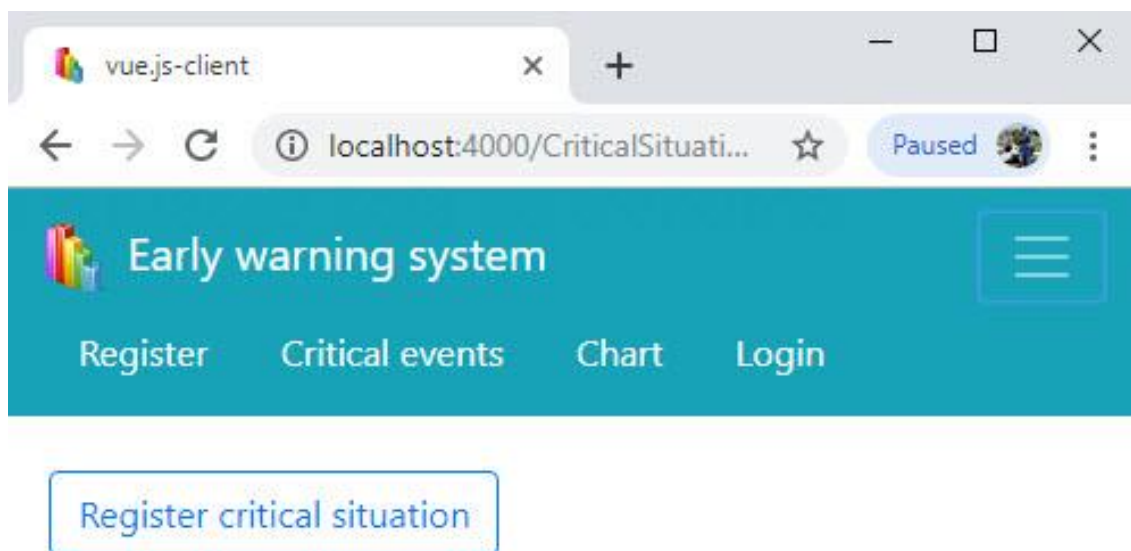 vue.js-client
localhost:4000/CriticalSituati...
Paused
Early warning system
Register Critical events Chart Login
Register critical situation